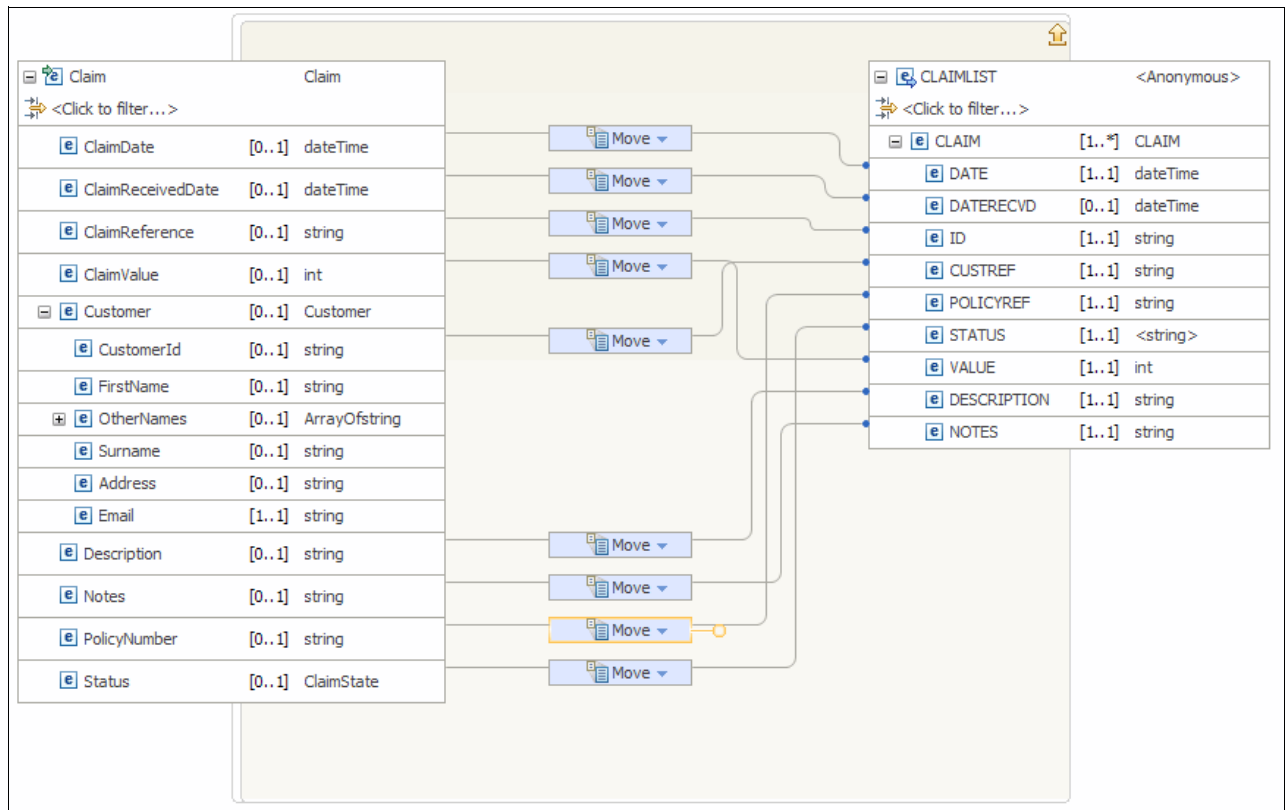 Claim Claim
<Click to filter...>
ClaimDate [0..1] dateTime
ClaimReceivedDate [0..1] dateTime
ClaimReference [0..1] string
ClaimValue [0..1] int
Customer [0..1] Customer
CustomerId [0..1] string
FirstName [0..1] string
OtherNames [0..1] ArrayOfstring
Surname [0..1] string
Address [0..1] string
Email [1..1] string
Description [0..1] string
Notes [0..1] string
PolicyNumber [0..1] string
Status [0..1] ClaimState
Move
Move
Move
Move
Move
Move
Move
Move
Move
CLAIMLIST <Anonymous>
<Click to filter...>
CLAIM [1..*] CLAIM
DATE [1..1] dateTime
DATERECVD [0..1] dateTime
ID [1..1] string
CUSTREF [1..1] string
POLICYREF [1..1] string
STATUS [1..1] <string>
VALUE [1..1] int
DESCRIPTION [1..1] string
NOTES [1..1] string